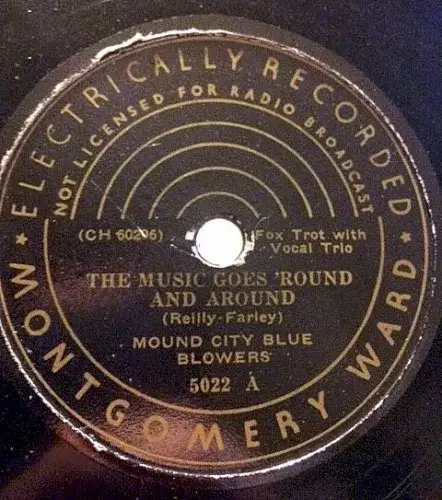 ★ ELECTRICALLY RECORDED ★
NOT LICENSED FOR RADIO BROADCAST
(CH 60296) Fox Trot with
Vocal Trio
THE MUSIC GOES 'ROUND
AND AROUND
(Reilly-Farley)
MOUND CITY BLUE
BLOWERS
5022 A
MONTGOMERY WARD